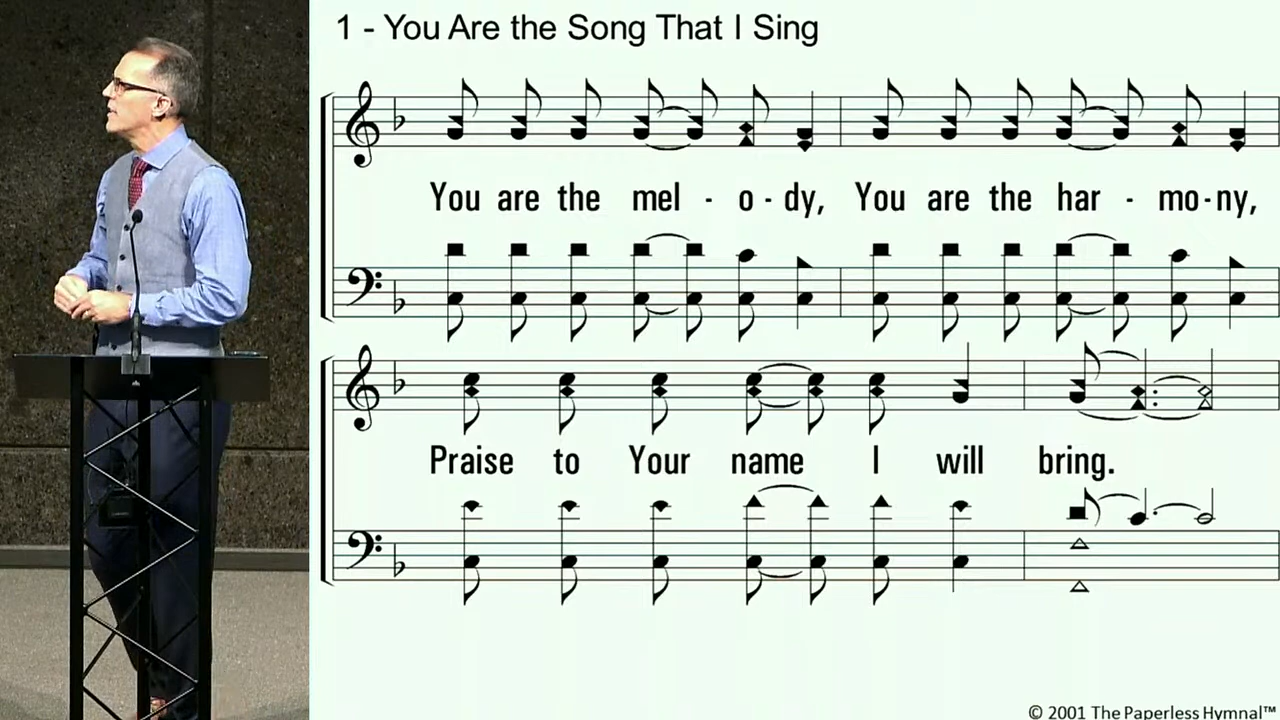 1 - You Are the Song That I Sing
You are the mel - o - dy, You are the har - mo - ny,
Praise to Your name I will bring.
© 2001 The Paperless Hymnal™